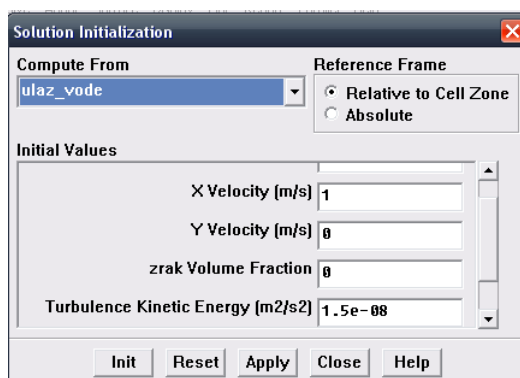 Solution Initialization
Compute From
Reference Frame
ulaz_vode
Relative to Cell Zone
Absolute
Initial Values
X Velocity (m/s) 1
Y Velocity (m/s) 0
zrak Volume Fraction 0
Turbulence Kinetic Energy (m2/s2) 1.5e-08
Init Reset Apply Close Help